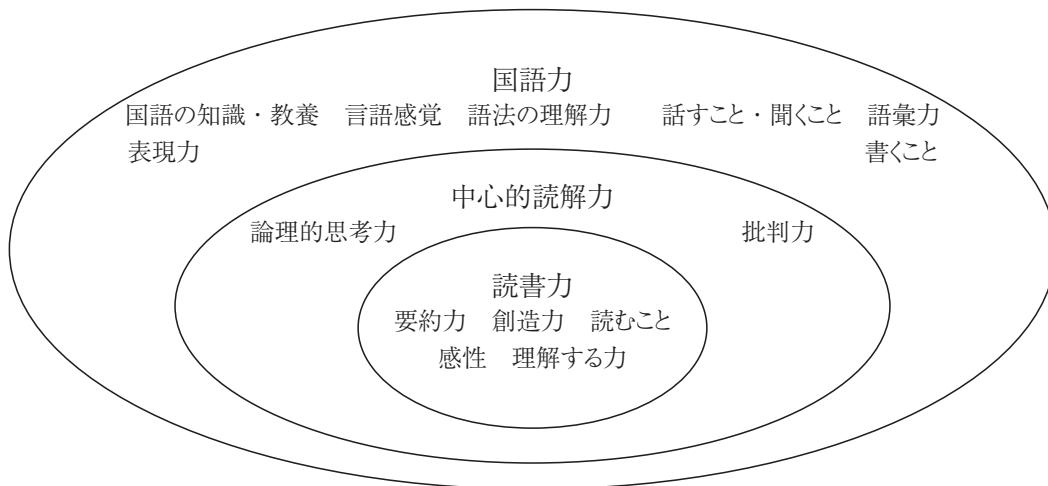 国語力
国語の知識・教養　言語感覚　語法の理解力　話すこと・聞くこと　語彙力
表現力　書くこと
中心的読解力
論理的思考力　批判力
読書力
要約力　創造力　読むこと
感性　理解する力